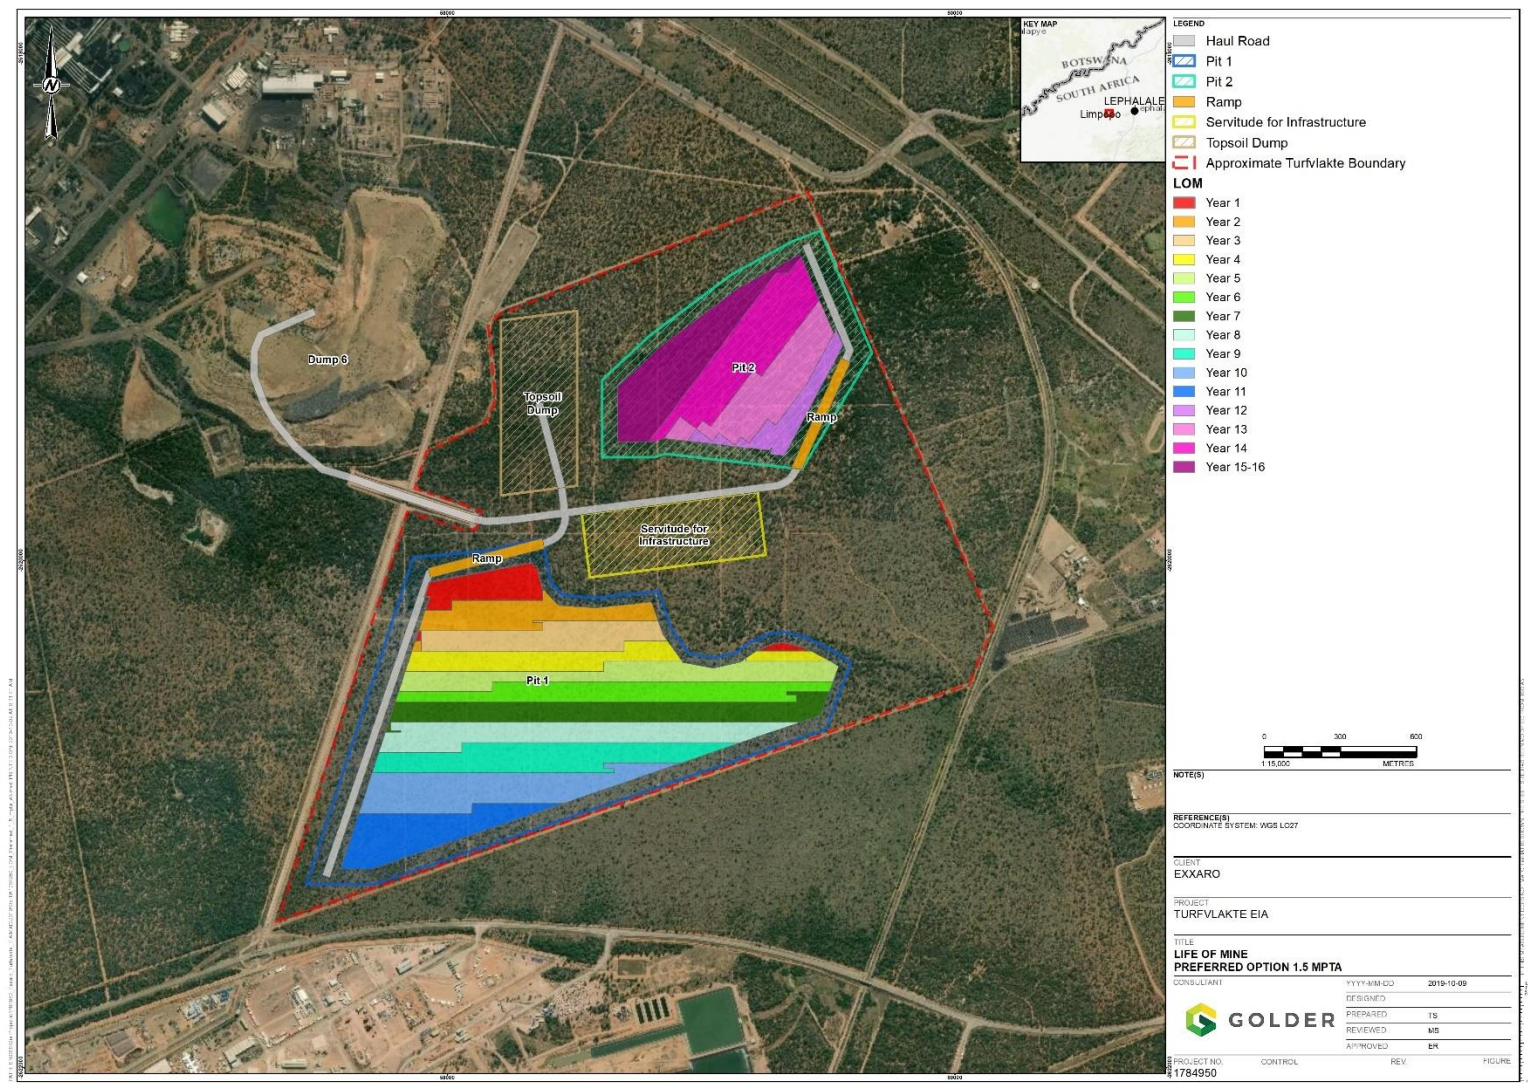 KEY MAP
BOTSWANA
SOUTH AFRICA
LEPHALALE
Limpopo
N
Dump 6
Topsoil
Dump
Pit 2
Ramp
Servitude for
Infrastructure
Ramp
Pit 1
LEGEND
Haul Road
Pit 1
Pit 2
Ramp
Servitude for Infrastructure
Topsoil Dump
Approximate Turfvlakte Boundary
LOM
Year 1
Year 2
Year 3
Year 4
Year 5
Year 6
Year 7
Year 8
Year 9
Year 10
Year 11
Year 12
Year 13
Year 14
Year 15-16
0 300 600
1:15,000 METRES
NOTE(S)
REFERENCE(S)
COORDINATE SYSTEM: WGS LO27
CLIENT
EXXARO
PROJECT
TURFVLAKTE EIA
TITLE
LIFE OF MINE
PREFERRED OPTION 1.5 MPTA
CONSULTANT
GOLDER
YYYY-MM-DD 2019-10-09
DESIGNED
PREPARED TS
REVIEWED MS
APPROVED ER
PROJECT NO. CONTROL REV. FIGURE
1784950